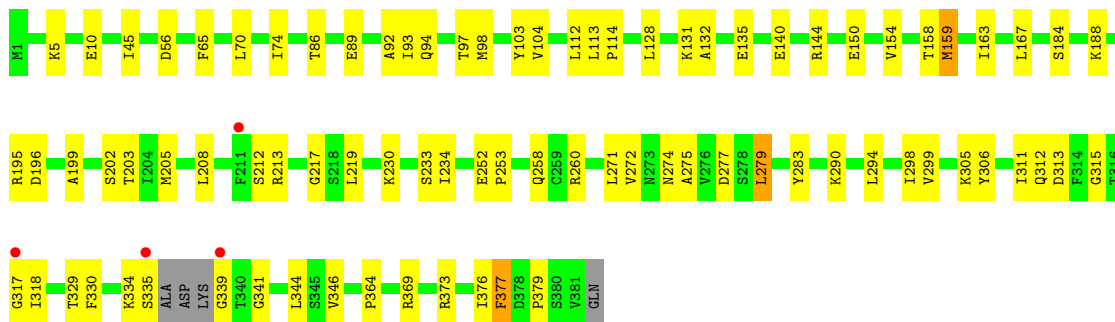 M1 K5 E10 I45 D56 F65 L70 I74 T86 E89 A92 I93 Q94 T97 M98 Y103 V104 L112 L113 P114 L128 K131 A132 E135 E140 R144 E150 V154 T158 M159 I163 L167 S184 K188
R195 D196 A199 S202 T203 I204 M205 L208 F211 S212 R213 G217 S218 L219 K230 S233 I234 E252 P253 Q258 C259 R260 L271 V272 N273 N274 A275 V276 D277 S278 L279 Y283 K290 L294 I298 V299 K305 Y306 I311 Q312 D313 F314 G315 T316
G317 I318 T329 F330 K334 S335 ALA ASP LYS G339 T340 G341 L344 S345 V346 P364 R369 R373 I376 F377 D378 P379 S380 V381 GLN